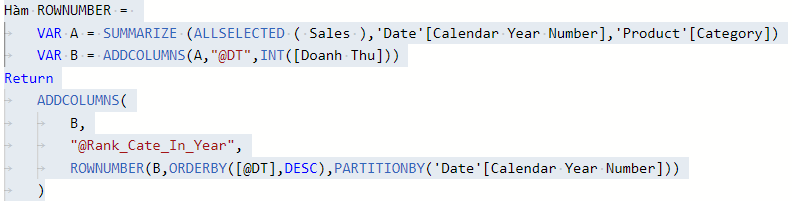 Hàm ROWNUMBER =
VAR A = SUMMARIZE (ALLSELECTED ( Sales ),'Date'[Calendar Year Number],'Product'[Category])
VAR B = ADDCOLUMNS(A,"@DT",INT([Doanh Thu]))
Return
ADDCOLUMNS(
B,
"@Rank_Cate_In_Year",
ROWNUMBER(B,ORDERBY([@DT],DESC),PARTITIONBY('Date'[Calendar Year Number]))
)